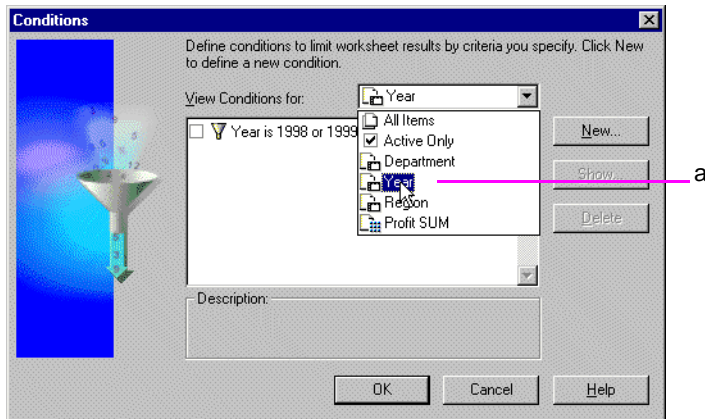 Conditions
Define conditions to limit worksheet results by criteria you specify. Click New
to define a new condition.
View Conditions for:
Year
All Items
Year is 1998 or 1999
Active Only
New...
Department
Year
Show...
a
Region
Profit SUM
Delete
Description:
OK
Cancel
Help